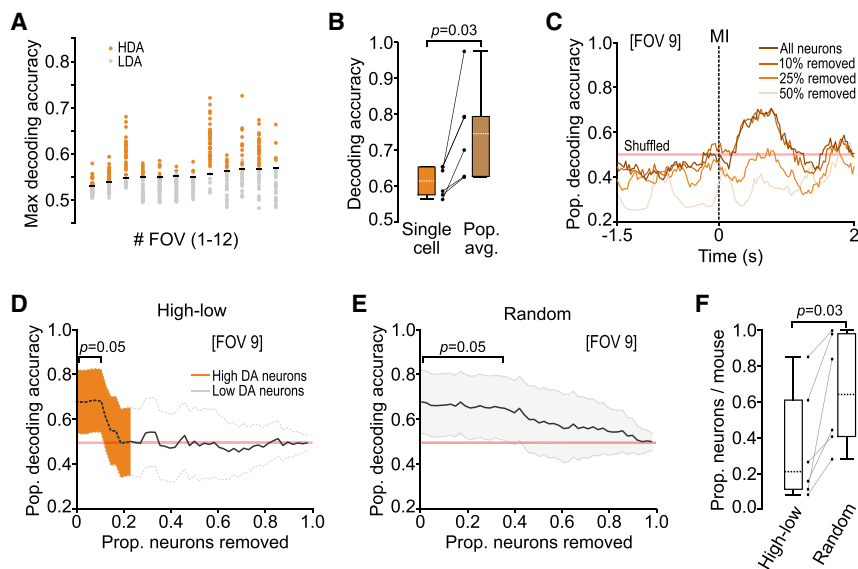 A
HDA
LDA
Max decoding accuracy
0.8
0.7
0.6
0.5
# FOV (1-12)
B
p=0.03
Decoding accuracy
1.0
0.9
0.8
0.7
0.6
0.5
Single cell
Pop. avg.
C
[FOV 9]
MI
All neurons
10% removed
25% removed
50% removed
Shuffled
Pop. decoding accuracy
1.0
0.8
0.6
0.4
0.2
-1.5
0
2
Time (s)
D
High-low
p=0.05
[FOV 9]
High DA neurons
Low DA neurons
Pop. decoding accuracy
1.0
0.8
0.6
0.4
0.2
0 0.2 0.4 0.6 0.8 1.0
Prop. neurons removed
E
Random
p=0.05
[FOV 9]
Pop. decoding accuracy
1.0
0.8
0.6
0.4
0.2
0 0.2 0.4 0.6 0.8 1.0
Prop. neurons removed
F
p=0.03
Prop. neurons / mouse
1.0
0.8
0.6
0.4
0.2
0
High-low
Random